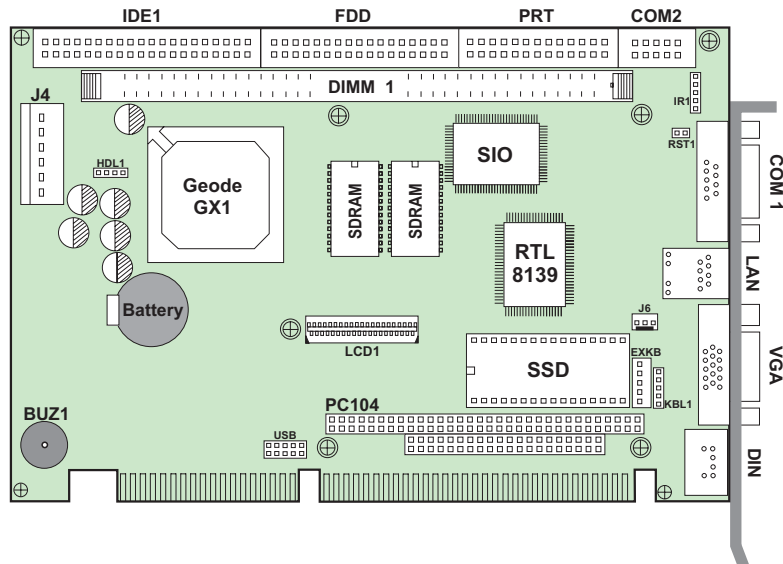 IDE1
FDD
PRT
COM2
DIMM 1
J4
IR1
RST1
HDL1
SIO
COM 1
Geode
GX1
SDRAM
SDRAM
RTL
8139
LAN
Battery
J6
LCD1
SSD
EXKB
KBL1
VGA
PC104
BUZ1
USB
DIN